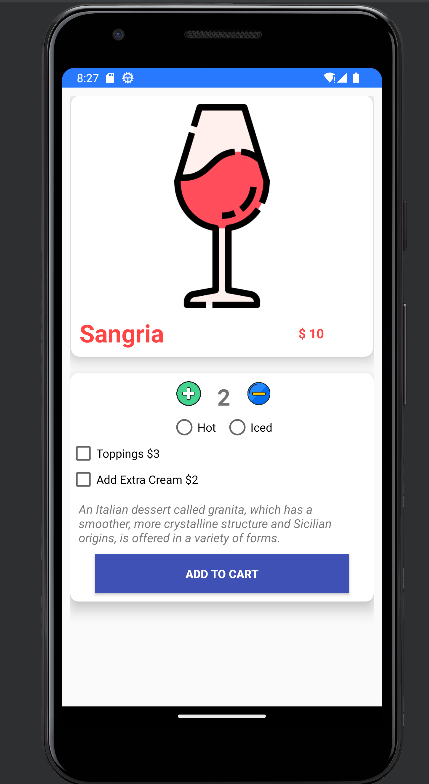 8:27
Sangria
$ 10
2
Hot Iced
Toppings $3
Add Extra Cream $2
An Italian dessert called granita, which has a
smoother, more crystalline structure and Sicilian
origins, is offered in a variety of forms.
ADD TO CART